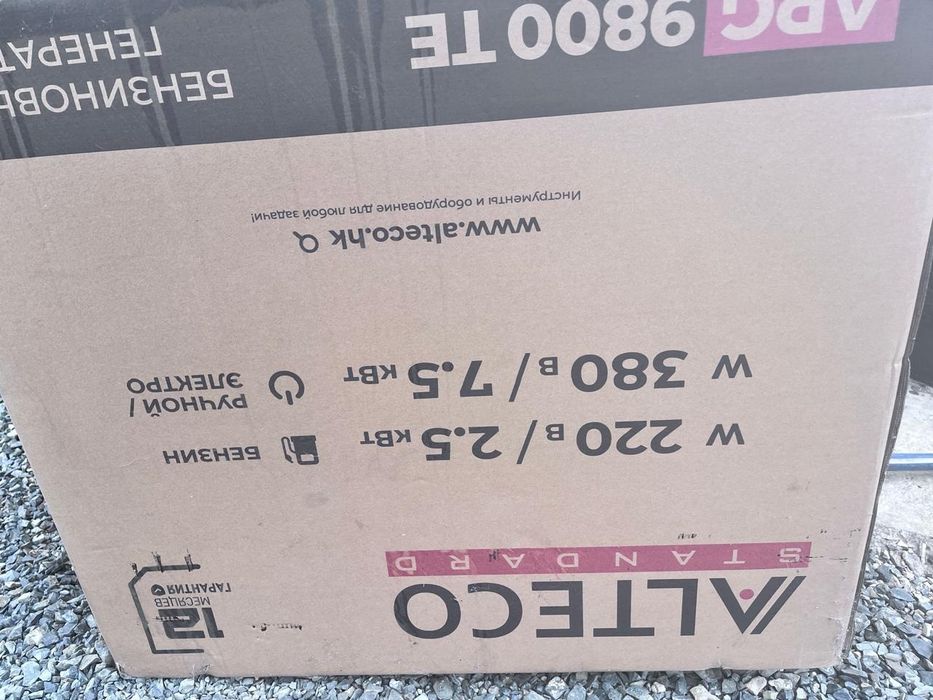 ALTECO
STANDARD
12
МЕСЯЦЕВ
ГАРАНТИЯ
W 220 В / 2.5 кВт
БЕНЗИН
W 380 В / 7.5 кВт
РУЧНОЙ /
ЭЛЕКТРО
www.alteco.hk
Инструменты и оборудование для любой задачи!
APG 9800 TE
БЕНЗИНОВЫ
ГЕНЕРАТ